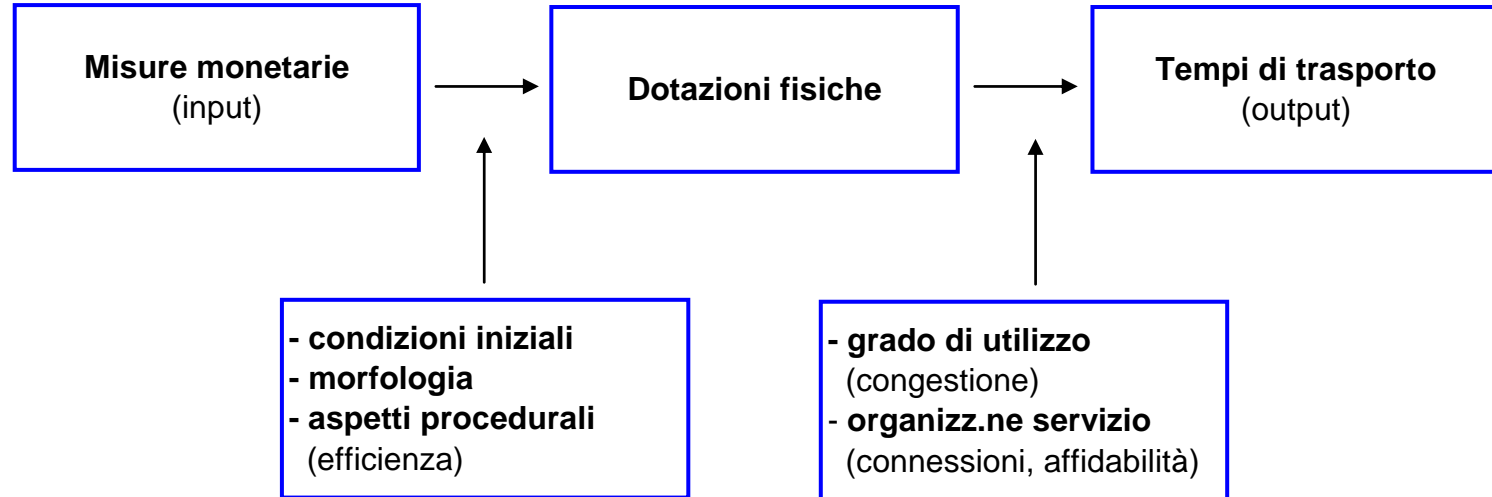 Misure monetarie
(input)
Dotazioni fisiche
Tempi di trasporto
(output)
- condizioni iniziali
- morfologia
- aspetti procedurali
(efficienza)
- grado di utilizzo
(congestione)
- organizz.ne servizio
(connessioni, affidabilità)